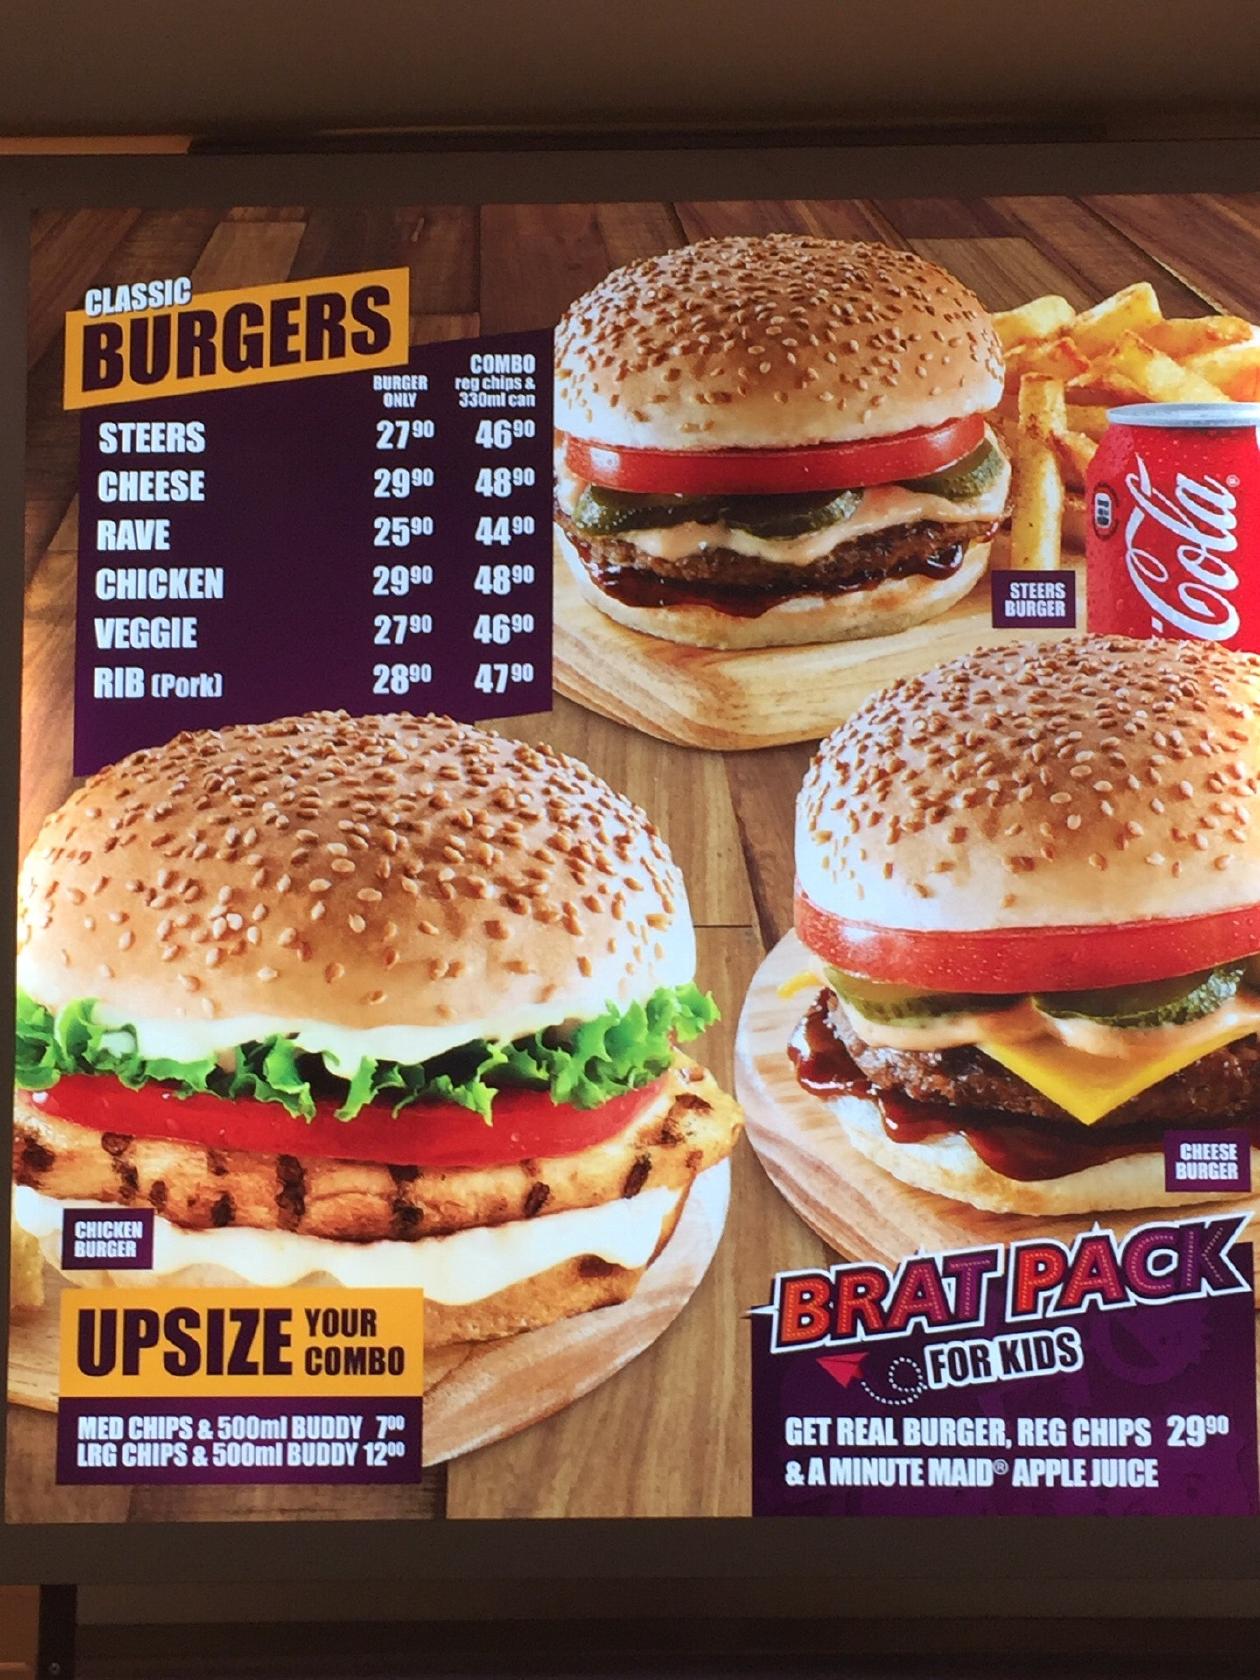 CLASSIC
BURGERS
BURGER
ONLY
COMBO
reg chips &
330ml can
STEERS 27⁹⁰ 46⁹⁰
CHEESE 29⁹⁰ 48⁹⁰
RAVE 25⁹⁰ 44⁹⁰
CHICKEN 29⁹⁰ 48⁹⁰
VEGGIE 27⁹⁰ 46⁹⁰
RIB (Pork) 28⁹⁰ 47⁹⁰
Cola®
STEERS
BURGER
CHEESE
BURGER
CHICKEN
BURGER
UPSIZE YOUR
COMBO
MED CHIPS & 500ml BUDDY 7⁰⁰
LRG CHIPS & 500ml BUDDY 12⁰⁰
BRAT PACK
FOR KIDS
GET REAL BURGER, REG CHIPS 29⁹⁰
& A MINUTE MAID® APPLE JUICE